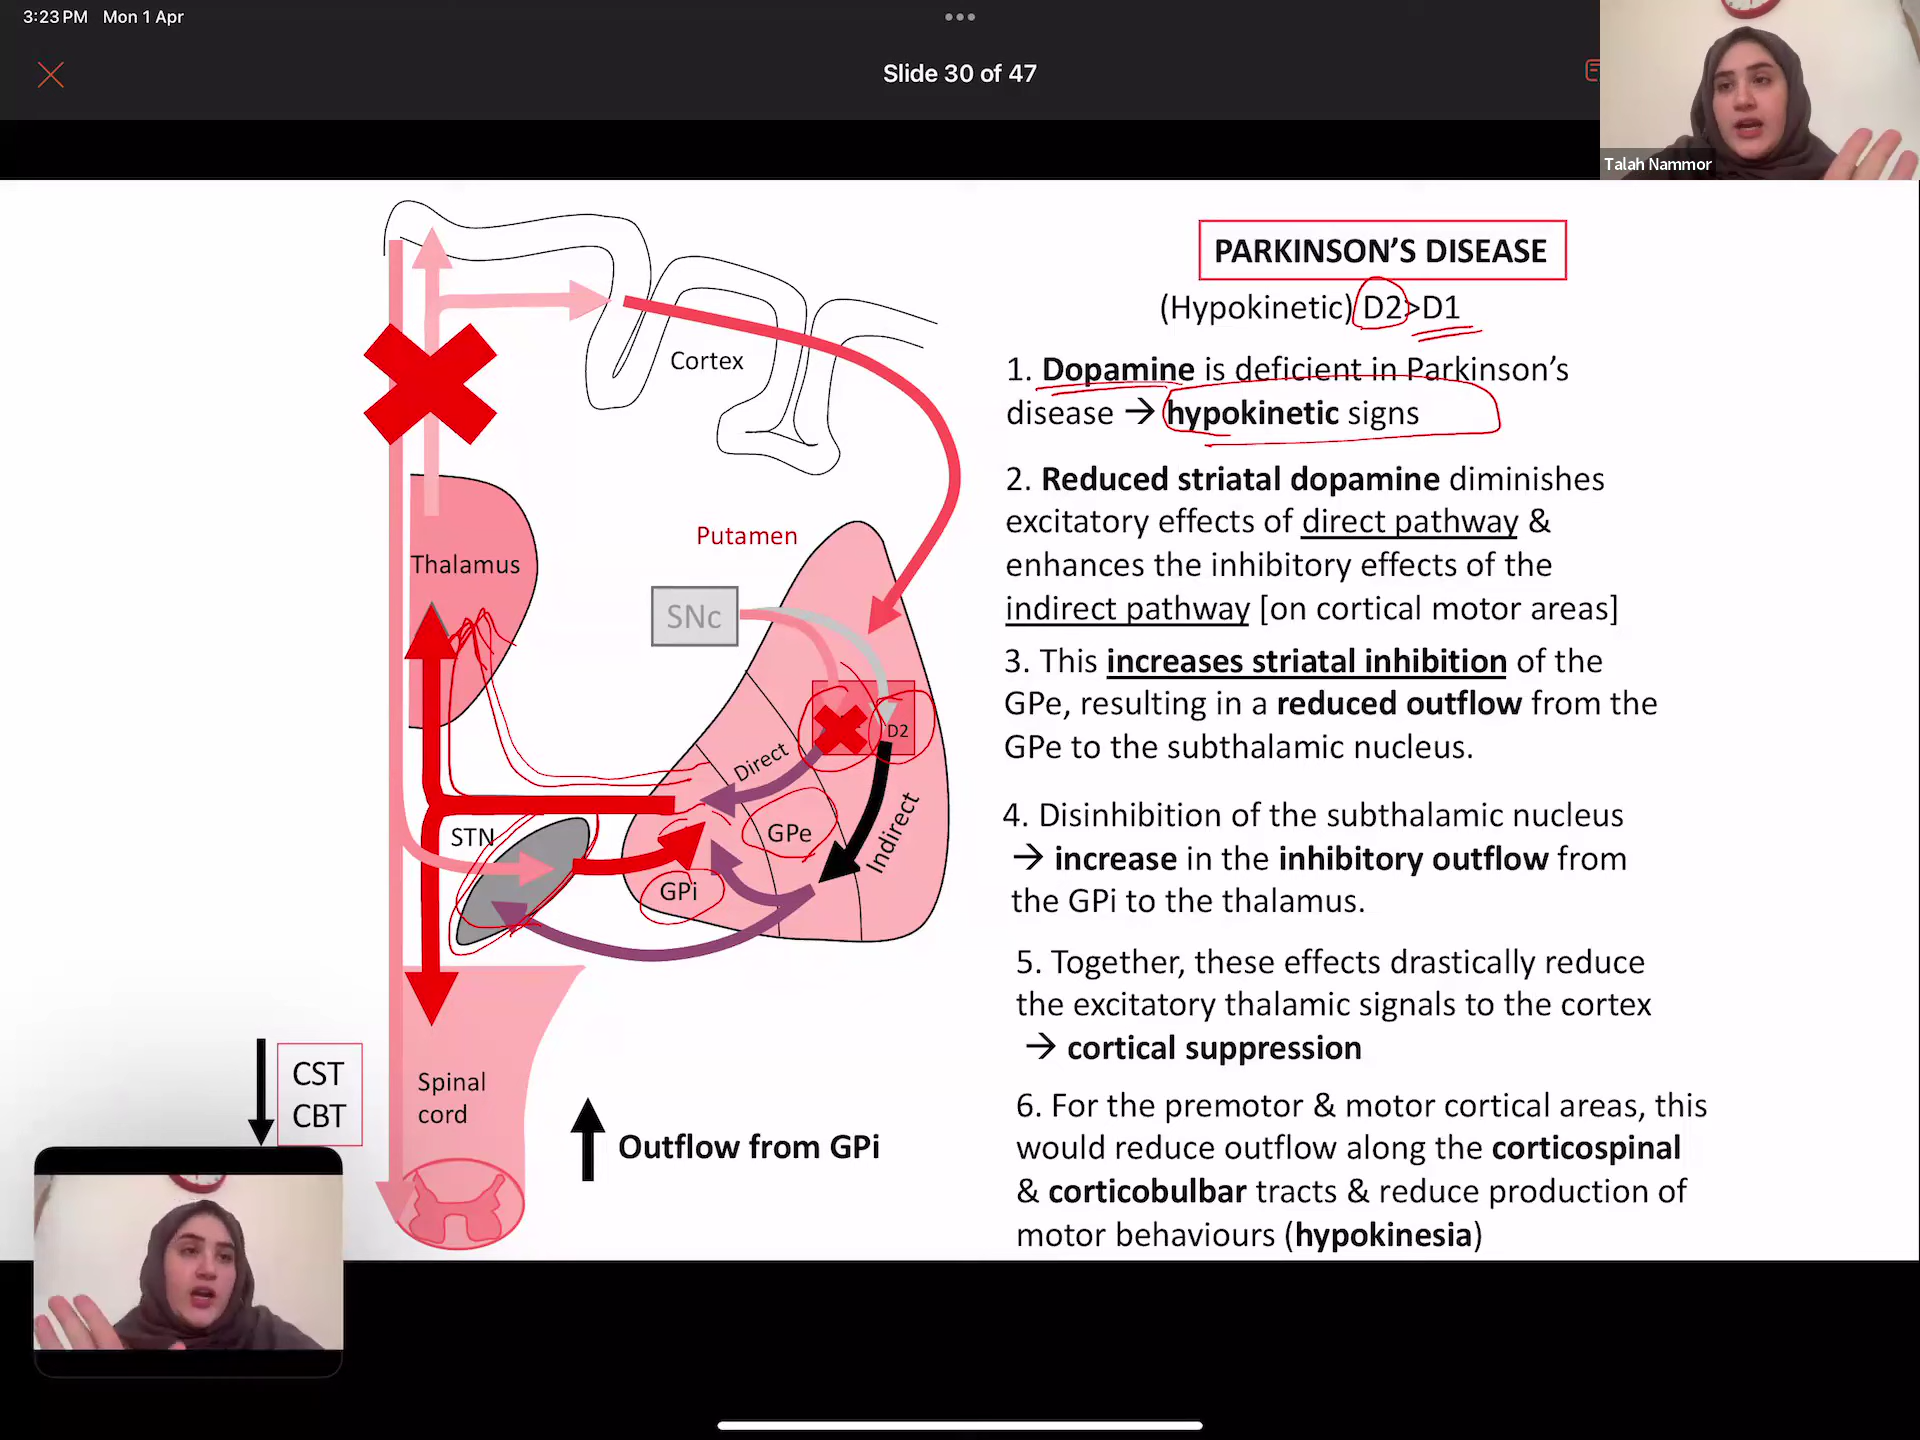 3:23 PM Mon 1 Apr
Slide 30 of 47
Talah Nammor
PARKINSON'S DISEASE
(Hypokinetic) D2>D1
1. Dopamine is deficient in Parkinson's
disease → hypokinetic signs
2. Reduced striatal dopamine diminishes
excitatory effects of direct pathway &
enhances the inhibitory effects of the
indirect pathway [on cortical motor areas]
3. This increases striatal inhibition of the
GPe, resulting in a reduced outflow from the
GPe to the subthalamic nucleus.
4. Disinhibition of the subthalamic nucleus
→ increase in the inhibitory outflow from
the GPi to the thalamus.
5. Together, these effects drastically reduce
the excitatory thalamic signals to the cortex
→ cortical suppression
6. For the premotor & motor cortical areas, this
would reduce outflow along the corticospinal
& corticobulbar tracts & reduce production of
motor behaviours (hypokinesia)
Cortex
Putamen
Thalamus
SNc
D2
Direct
Indirect
STN
GPe
GPi
CST
CBT
Spinal
cord
Outflow from GPi